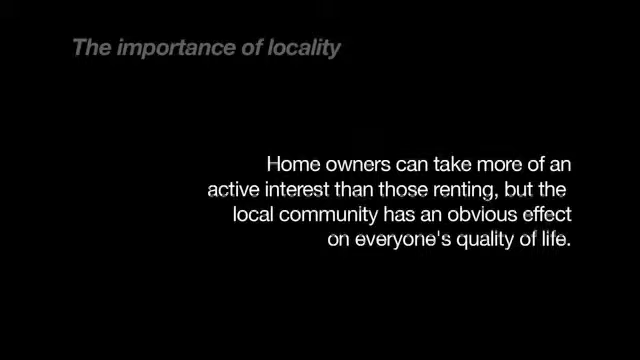 The importance of locality
Home owners can take more of an
active interest than those renting, but the
local community has an obvious effect
on everyone's quality of life.